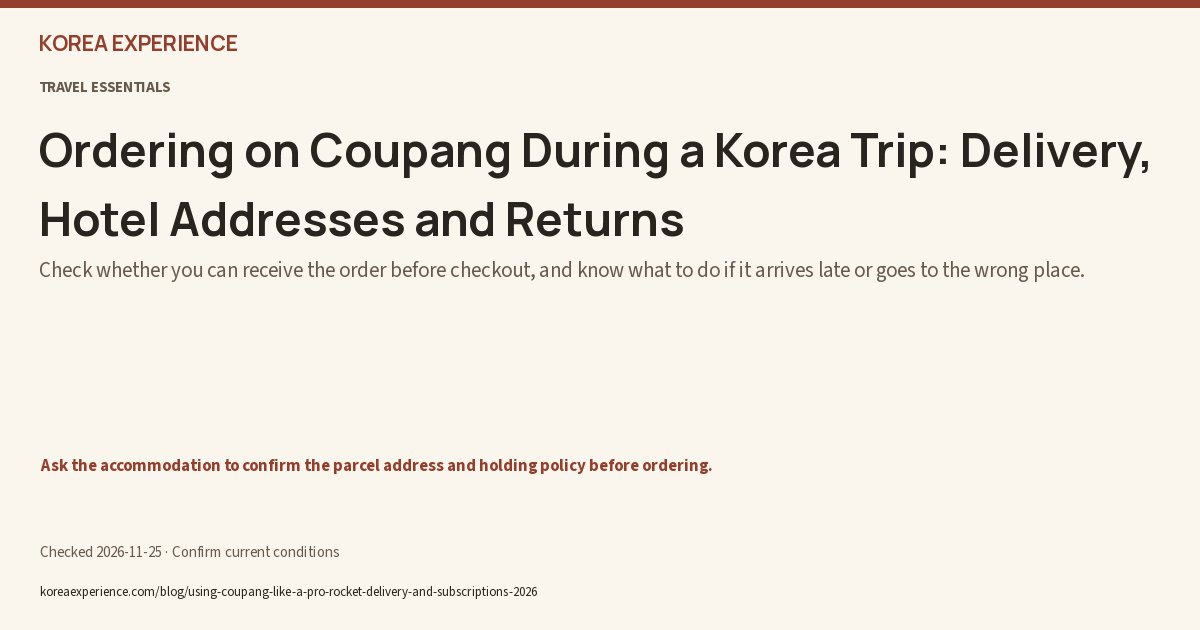 KOREA EXPERIENCE
TRAVEL ESSENTIALS
Ordering on Coupang During a Korea Trip: Delivery,
Hotel Addresses and Returns
Check whether you can receive the order before checkout, and know what to do if it arrives late or goes to the wrong place.
Ask the accommodation to confirm the parcel address and holding policy before ordering.
Checked 2026-11-25 · Confirm current conditions
koreaexperience.com/blog/using-coupang-like-a-pro-rocket-delivery-and-subscriptions-2026